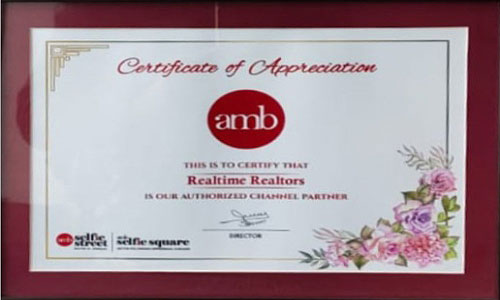 Certificate of Appreciation
amb
THIS IS TO CERTIFY THAT
Realtime Realtors
IS OUR AUTHORIZED CHANNEL PARTNER
DIRECTOR
amb selfie street
selfie square